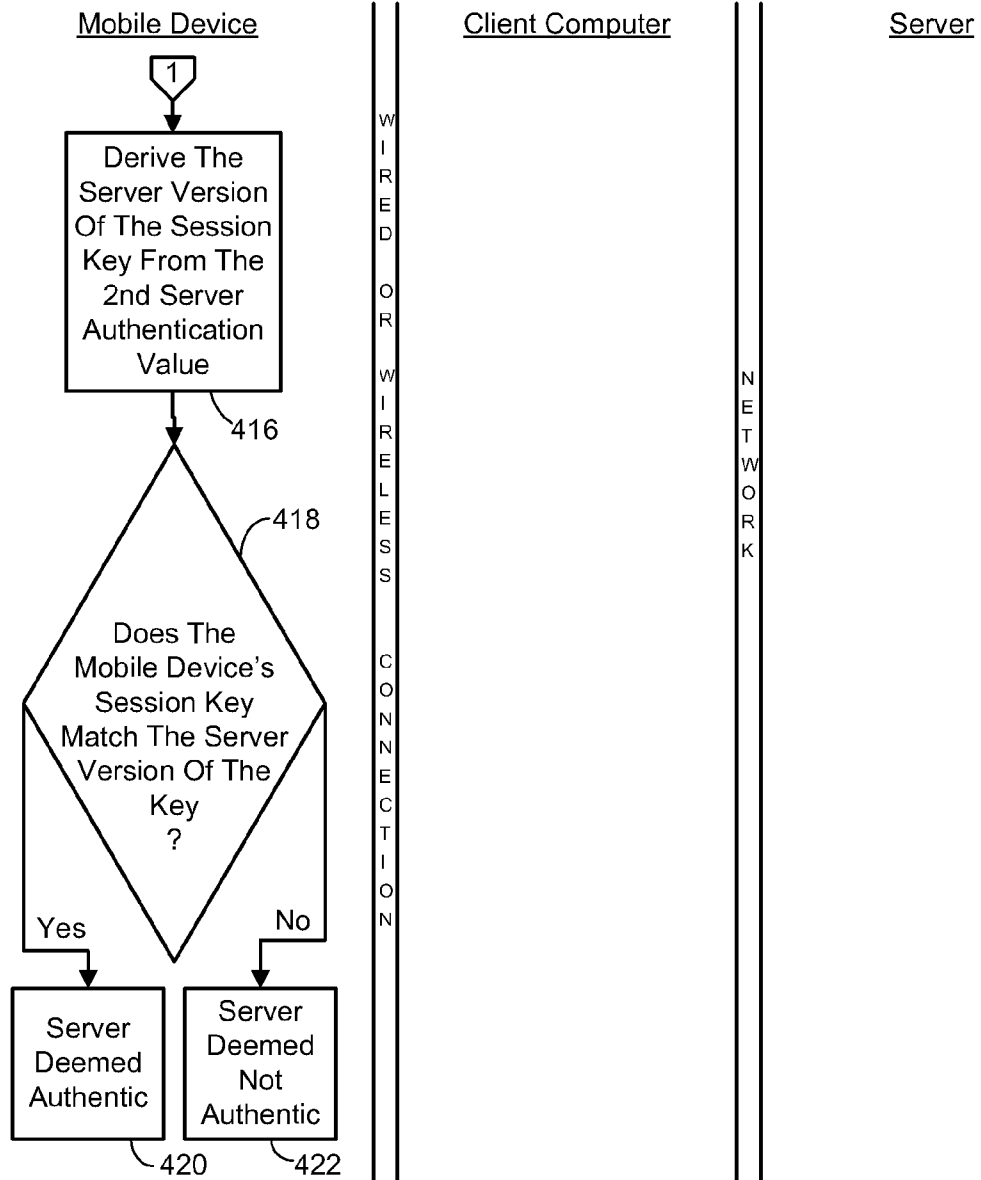 Mobile Device
Client Computer
Server
1
Derive The
Server Version
Of The Session
Key From The
2nd Server
Authentication
Value
416
418
Does The
Mobile Device's
Session Key
Match The Server
Version Of The
Key
?
Yes
No
Server
Deemed
Authentic
420
Server
Deemed
Not
Authentic
422
WIRED OR WIRELESS CONNECTION
NETWORK